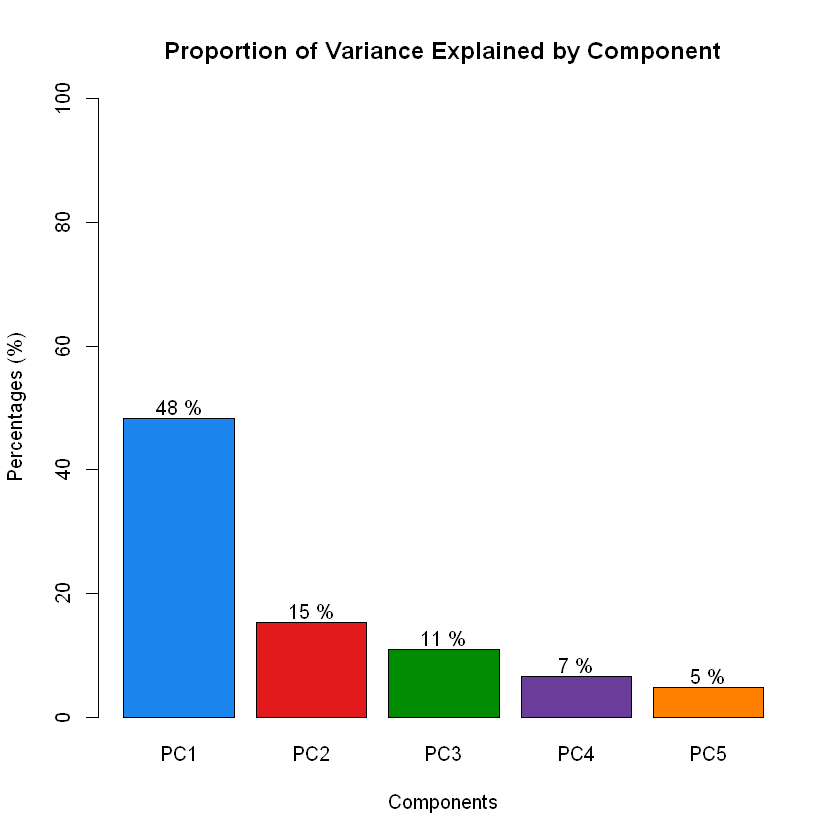 Proportion of Variance Explained by Component
Percentages (%)
100
80
60
40
20
0
48 %
15 %
11 %
7 %
5 %
PC1 PC2 PC3 PC4 PC5
Components